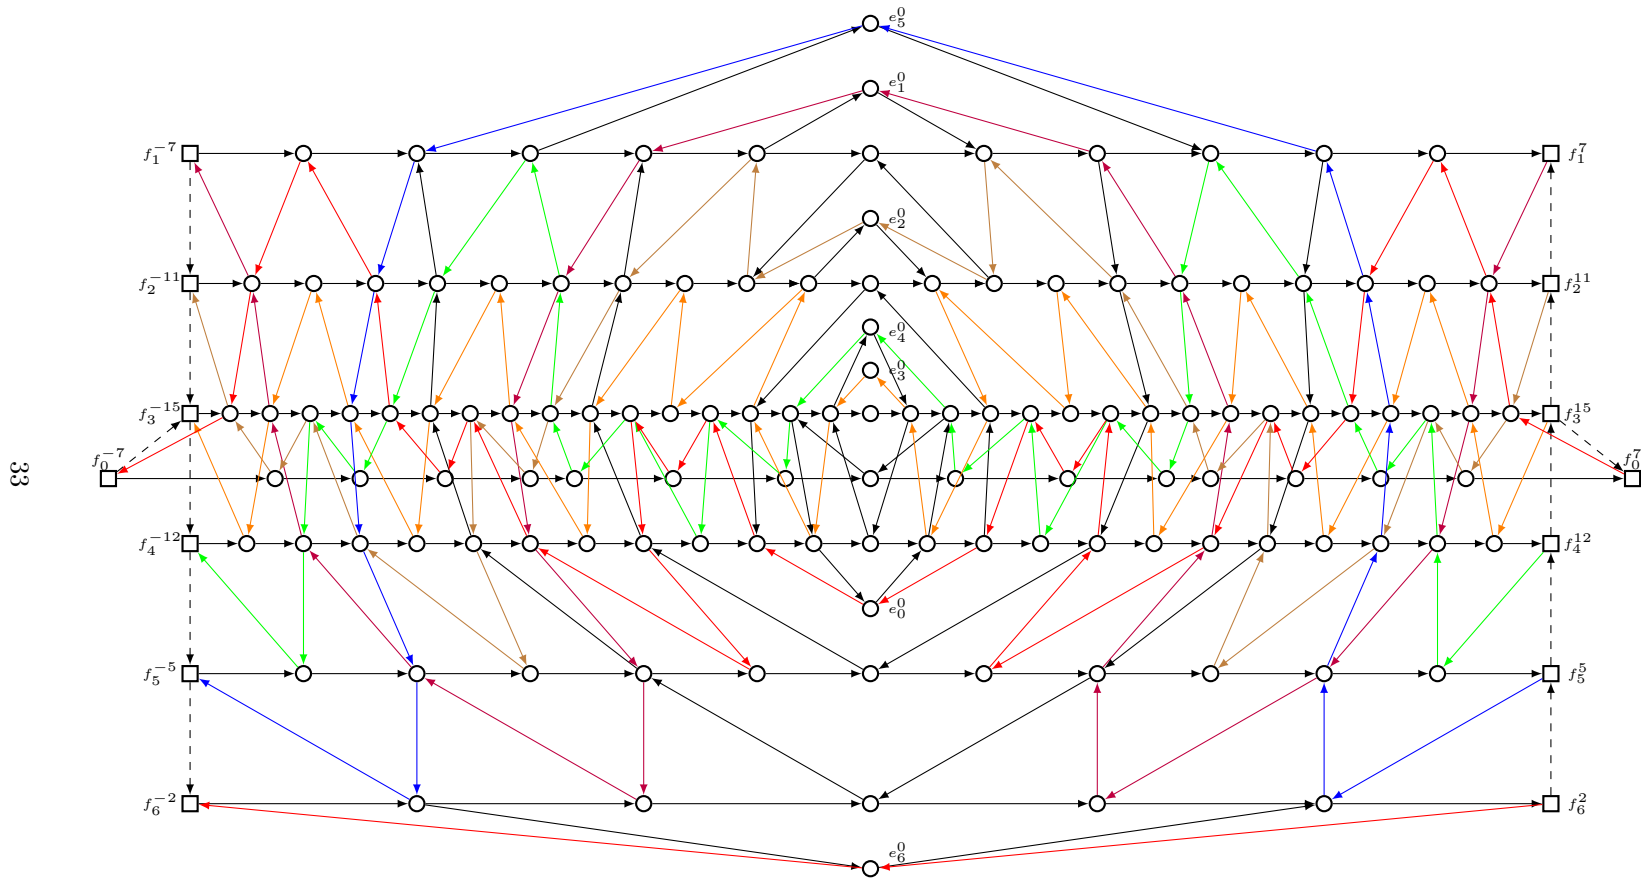 e_5^0
e_1^0
f_1^{-7} f_1^7
e_2^0
f_2^{-11} f_2^{11}
e_4^0
e_3^0
f_3^{-15} f_3^{15}
f_0^{-7} f_0^7
33
f_4^{-12} f_4^{12}
e_0^0
f_5^{-5} f_5^5
f_6^{-2} f_6^2
e_6^0